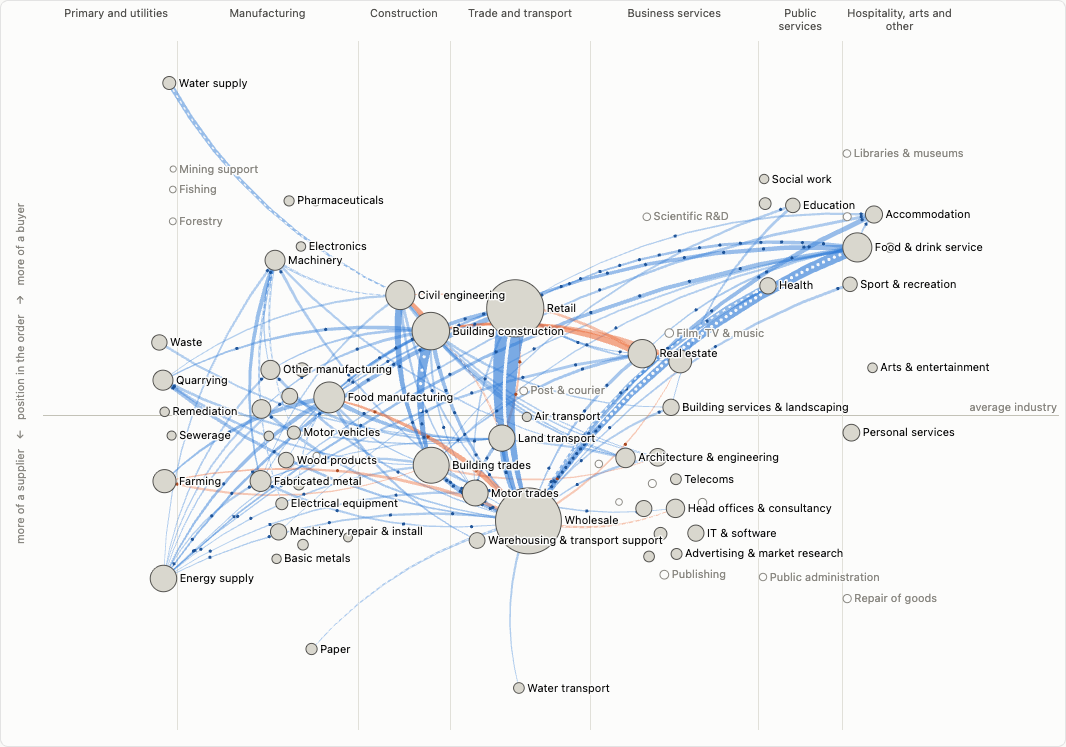 Primary and utilities
Manufacturing
Construction
Trade and transport
Business services
Public
services
Hospitality, arts and
other
more of a supplier ← position in the order → more of a buyer
Water supply
Mining support
Fishing
Forestry
Pharmaceuticals
Electronics
Machinery
Libraries & museums
Social work
Education
Scientific R&D
Accommodation
Food & drink service
Health
Sport & recreation
Civil engineering
Retail
Building construction
Film, TV & music
Real estate
Waste
Quarrying
Other manufacturing
Food manufacturing
Post & courier
Arts & entertainment
Remediation
Air transport
Building services & landscaping
average industry
Sewerage
Motor vehicles
Land transport
Personal services
Wood products
Building trades
Architecture & engineering
Farming
Fabricated metal
Motor trades
Telecoms
Electrical equipment
Head offices & consultancy
Wholesale
Machinery repair & install
Warehousing & transport support
IT & software
Basic metals
Advertising & market research
Energy supply
Publishing
Public administration
Repair of goods
Paper
Water transport